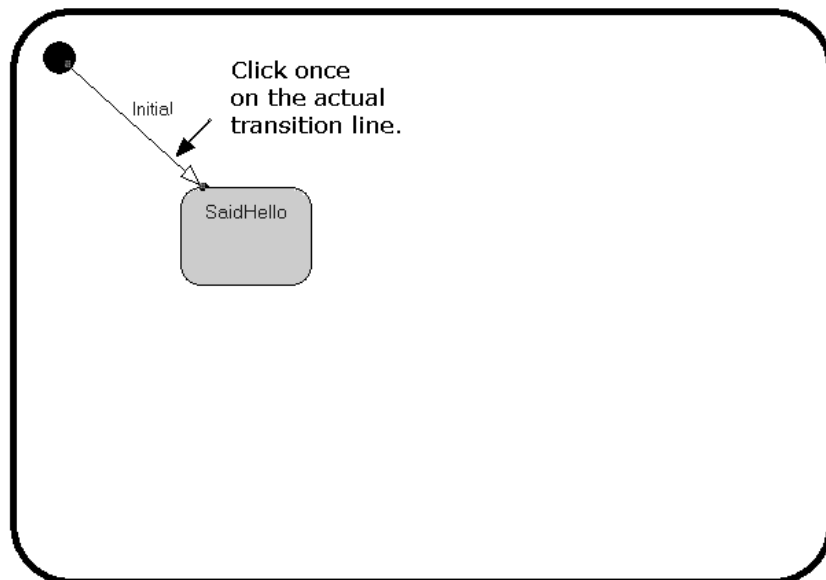 Click once
on the actual
transition line.
Initial
SaidHello